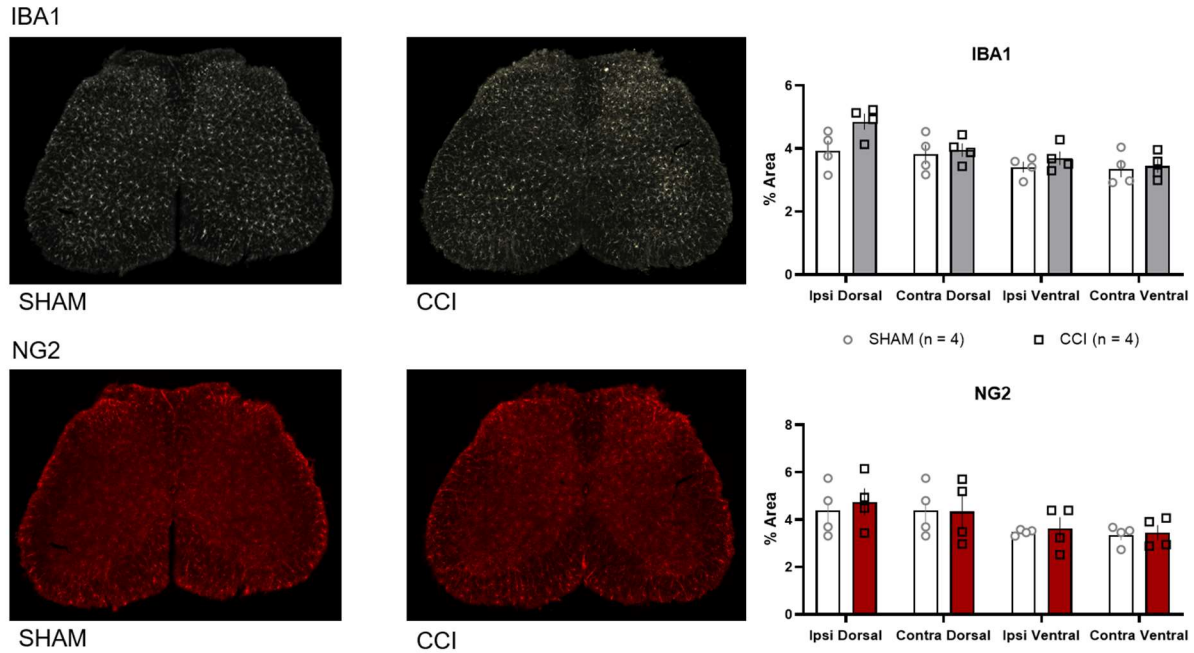 IBA1
SHAM
CCI
IBA1
% Area
6
4
2
0
Ipsi Dorsal Contra Dorsal Ipsi Ventral Contra Ventral
SHAM (n = 4) CCI (n = 4)
NG2
SHAM
CCI
NG2
% Area
8
6
4
2
0
Ipsi Dorsal Contra Dorsal Ipsi Ventral Contra Ventral